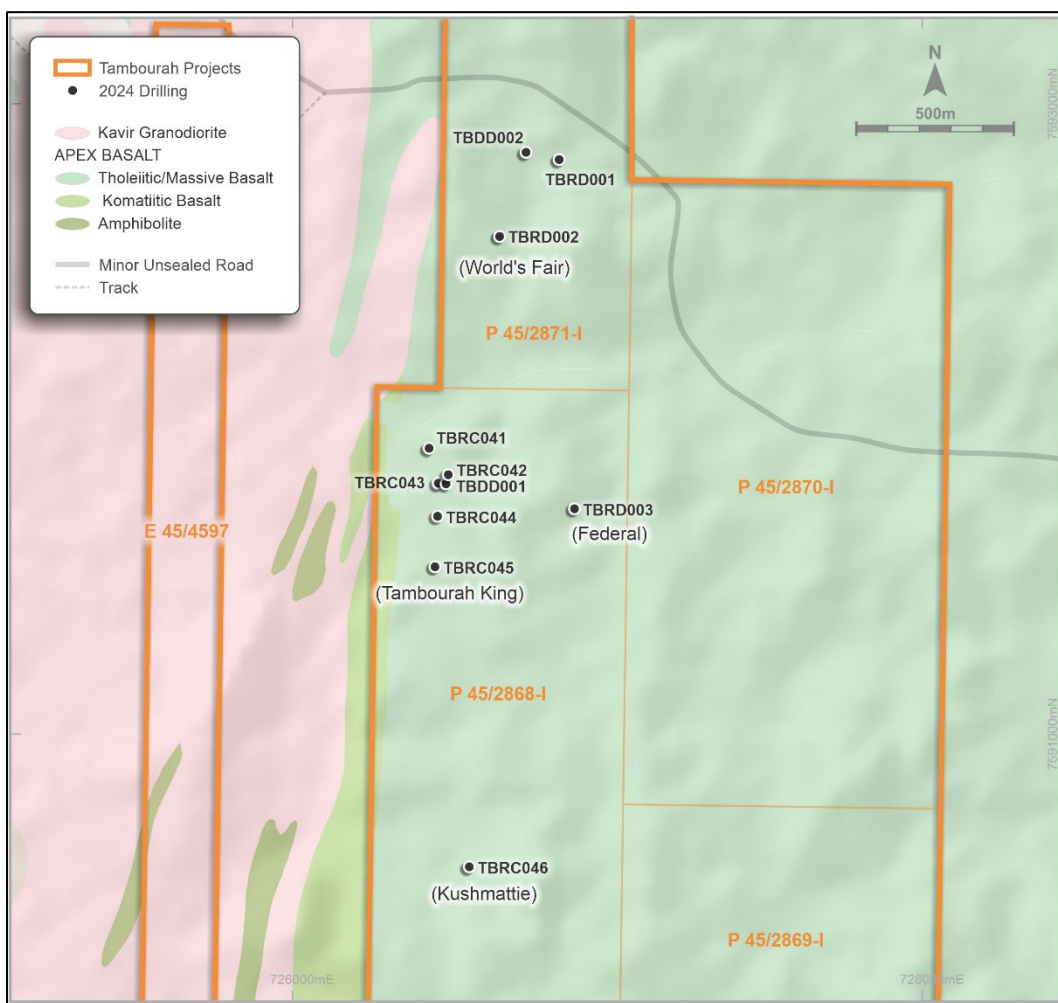 Tambourah Projects
2024 Drilling
Kavir Granodiorite
APEX BASALT
Tholeiitic/Massive Basalt
Komatiitic Basalt
Amphibolite
Minor Unsealed Road
Track
N
500m
7593000mN
TBDD002
TBRD001
TBRD002
(World's Fair)
P 45/2871-I
TBRC041
TBRC042
TBRC043
TBDD001
TBRC044
TBRD003
(Federal)
P 45/2870-I
E 45/4597
TBRC045
(Tambourah King)
P 45/2868-I
7591000mN
TBRC046
(Kushmattie)
P 45/2869-I
726000mE
728000mE